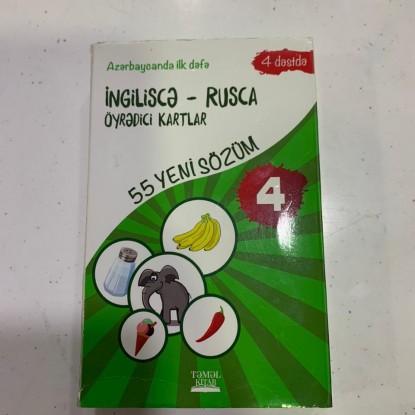 Azərbaycanda ilk dəfə
4 dəstdə
İNGİLİSCƏ - RUSCA
ÖYRƏDİCİ KARTLAR
55 YENİ SÖZÜM
4
TƏMƏL
KİTAB